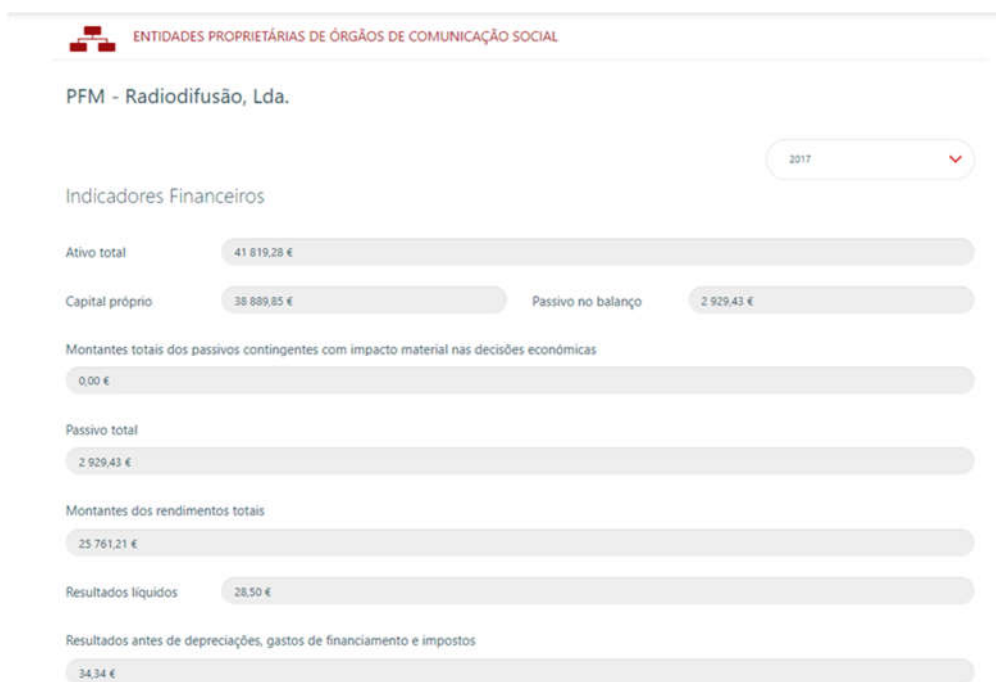 ENTIDADES PROPRIETÁRIAS DE ÓRGÃOS DE COMUNICAÇÃO SOCIAL
PFM - Radiodifusão, Lda.
2017
Indicadores Financeiros
Ativo total 41 819,28 €
Capital próprio 38 889,85 € Passivo no balanço 2 929,43 €
Montantes totais dos passivos contingentes com impacto material nas decisões económicas
0,00 €
Passivo total
2 929,43 €
Montantes dos rendimentos totais
25 761,21 €
Resultados líquidos 28,50 €
Resultados antes de depreciações, gastos de financiamento e impostos
34,34 €